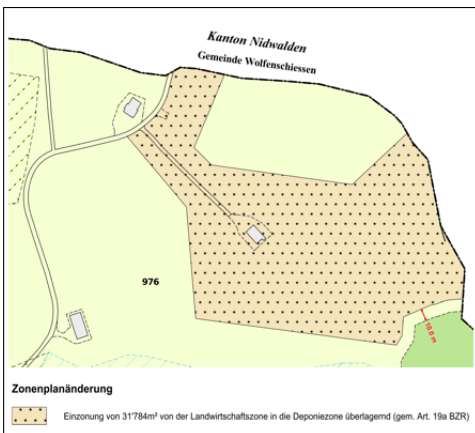 Kanton Nidwalden
Gemeinde Wolfenschiessen
976
10.0 m
Zonenplanänderung
Einzonung von 31'784m² von der Landwirtschaftszone in die Deponiezone überlagernd (gem. Art. 19a BZR)